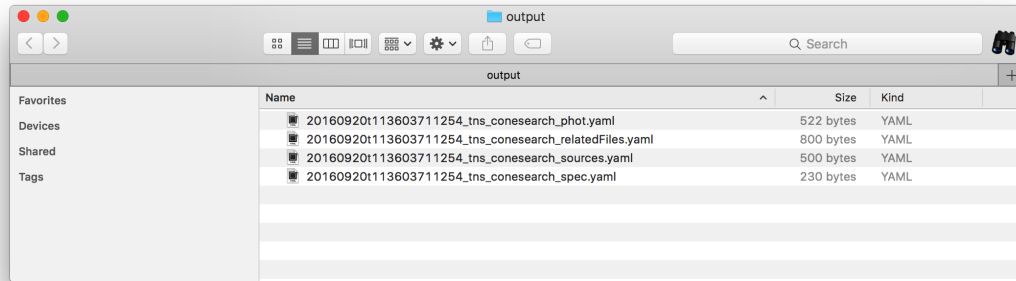 output
Search
output
Favorites
Devices
Shared
Tags
Name Size Kind
20160920t113603711254_tns_conesearch_phot.yaml 522 bytes YAML
20160920t113603711254_tns_conesearch_relatedFiles.yaml 800 bytes YAML
20160920t113603711254_tns_conesearch_sources.yaml 500 bytes YAML
20160920t113603711254_tns_conesearch_spec.yaml 230 bytes YAML